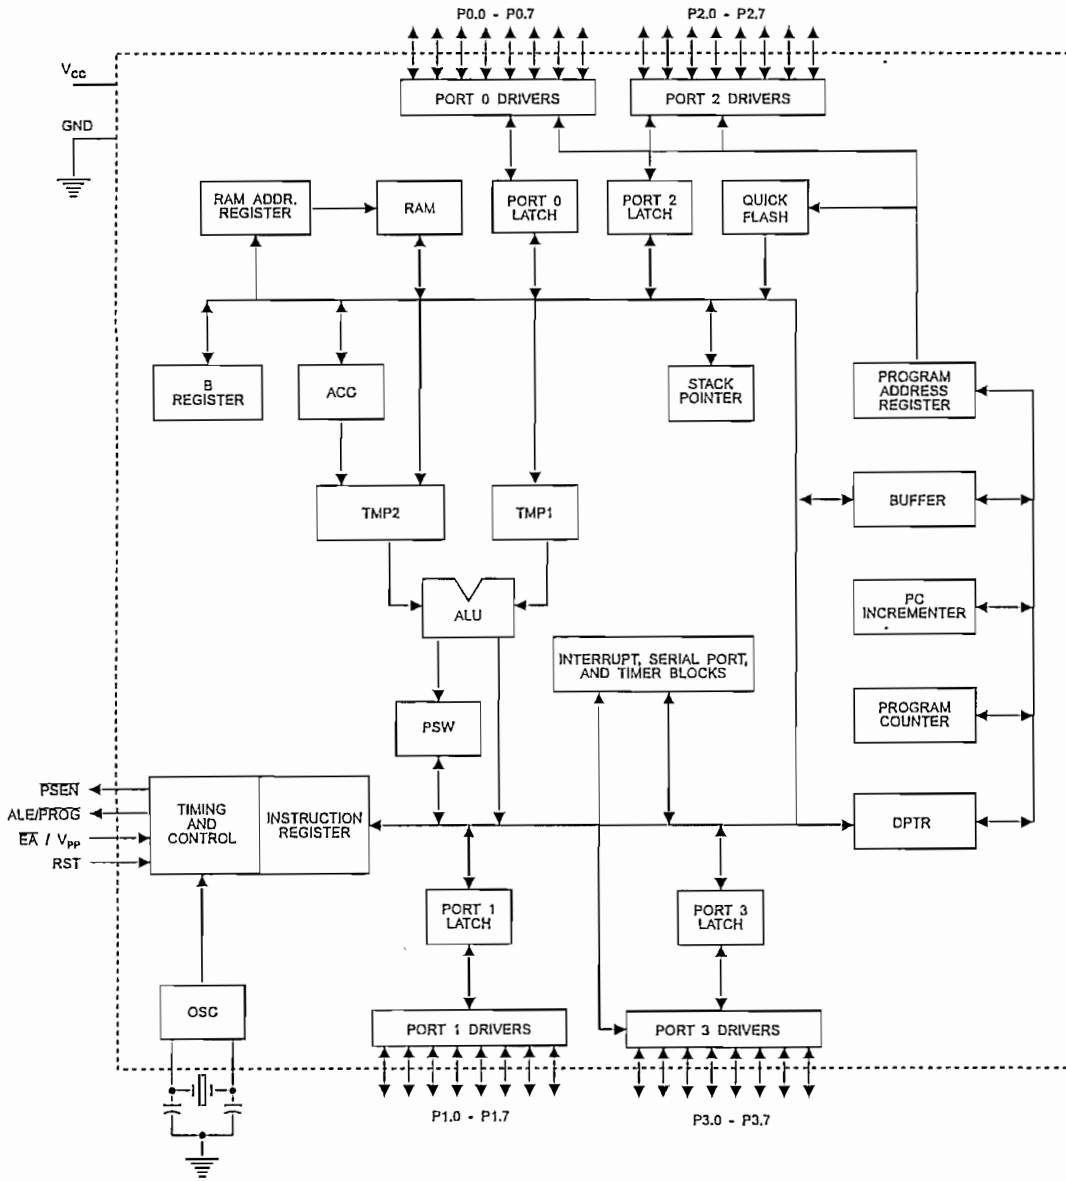 P0.0 - P0.7
P2.0 - P2.7
VCC
GND
PORT 0 DRIVERS
PORT 2 DRIVERS
RAM ADDR.
REGISTER
RAM
PORT 0
LATCH
PORT 2
LATCH
QUICK
FLASH
B
REGISTER
ACC
STACK
POINTER
PROGRAM
ADDRESS
REGISTER
BUFFER
TMP2
TMP1
ALU
PC
INCREMENTER
INTERRUPT, SERIAL PORT,
AND TIMER BLOCKS
PSW
PROGRAM
COUNTER
PSEN
ALE/PROG
EA / VPP
RST
TIMING
AND
CONTROL
INSTRUCTION
REGISTER
DPTR
PORT 1
LATCH
PORT 3
LATCH
OSC
PORT 1 DRIVERS
PORT 3 DRIVERS
P1.0 - P1.7
P3.0 - P3.7